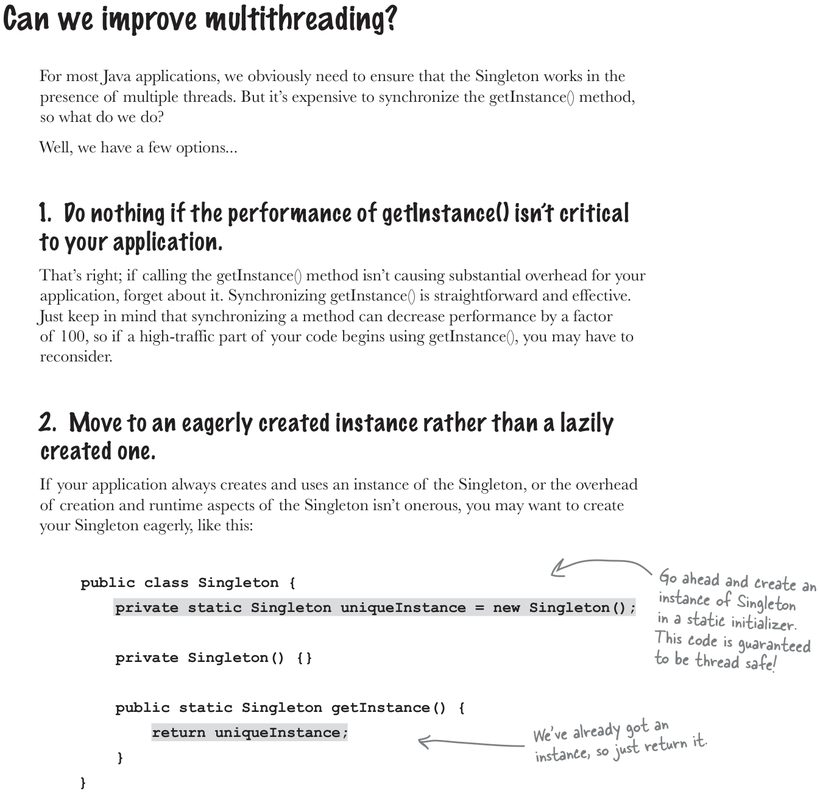 Can we improve multithreading?
For most Java applications, we obviously need to ensure that the Singleton works in the
presence of multiple threads. But it's expensive to synchronize the getInstance() method,
so what do we do?
Well, we have a few options...
1. Do nothing if the performance of getInstance() isn't critical
to your application.
That's right; if calling the getInstance() method isn't causing substantial overhead for your
application, forget about it. Synchronizing getInstance() is straightforward and effective.
Just keep in mind that synchronizing a method can decrease performance by a factor
of 100, so if a high-traffic part of your code begins using getInstance(), you may have to
reconsider.
2. Move to an eagerly created instance rather than a lazily
created one.
If your application always creates and uses an instance of the Singleton, or the overhead
of creation and runtime aspects of the Singleton isn't onerous, you may want to create
your Singleton eagerly, like this:
public class Singleton {
private static Singleton uniqueInstance = new Singleton();
private Singleton() {}
public static Singleton getInstance() {
return uniqueInstance;
}
}
Go ahead and create an
instance of Singleton
in a static initializer.
This code is guaranteed
to be thread safe!
We've already got an
instance, so just return it.